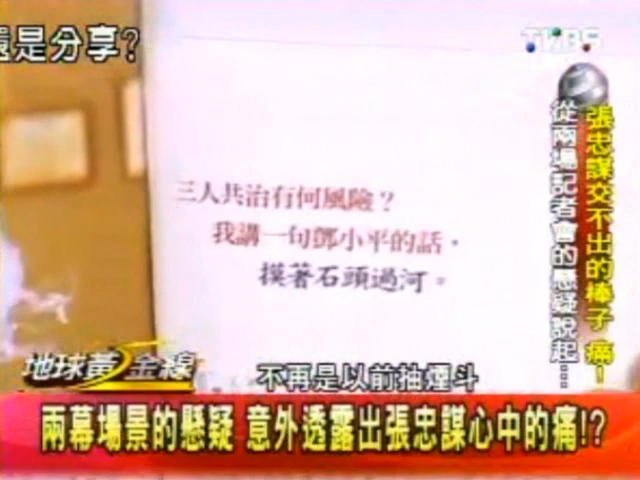 還是分享?
TVBS
張忠謀交不出的棒子 痛!
從兩場記者會的懸疑說起...
三人共治有何風險?
我講一句鄧小平的話,
摸著石頭過河。
地球黃金線
不再是以前抽煙斗
兩幕場景的懸疑 意外透露出張忠謀心中的痛!?